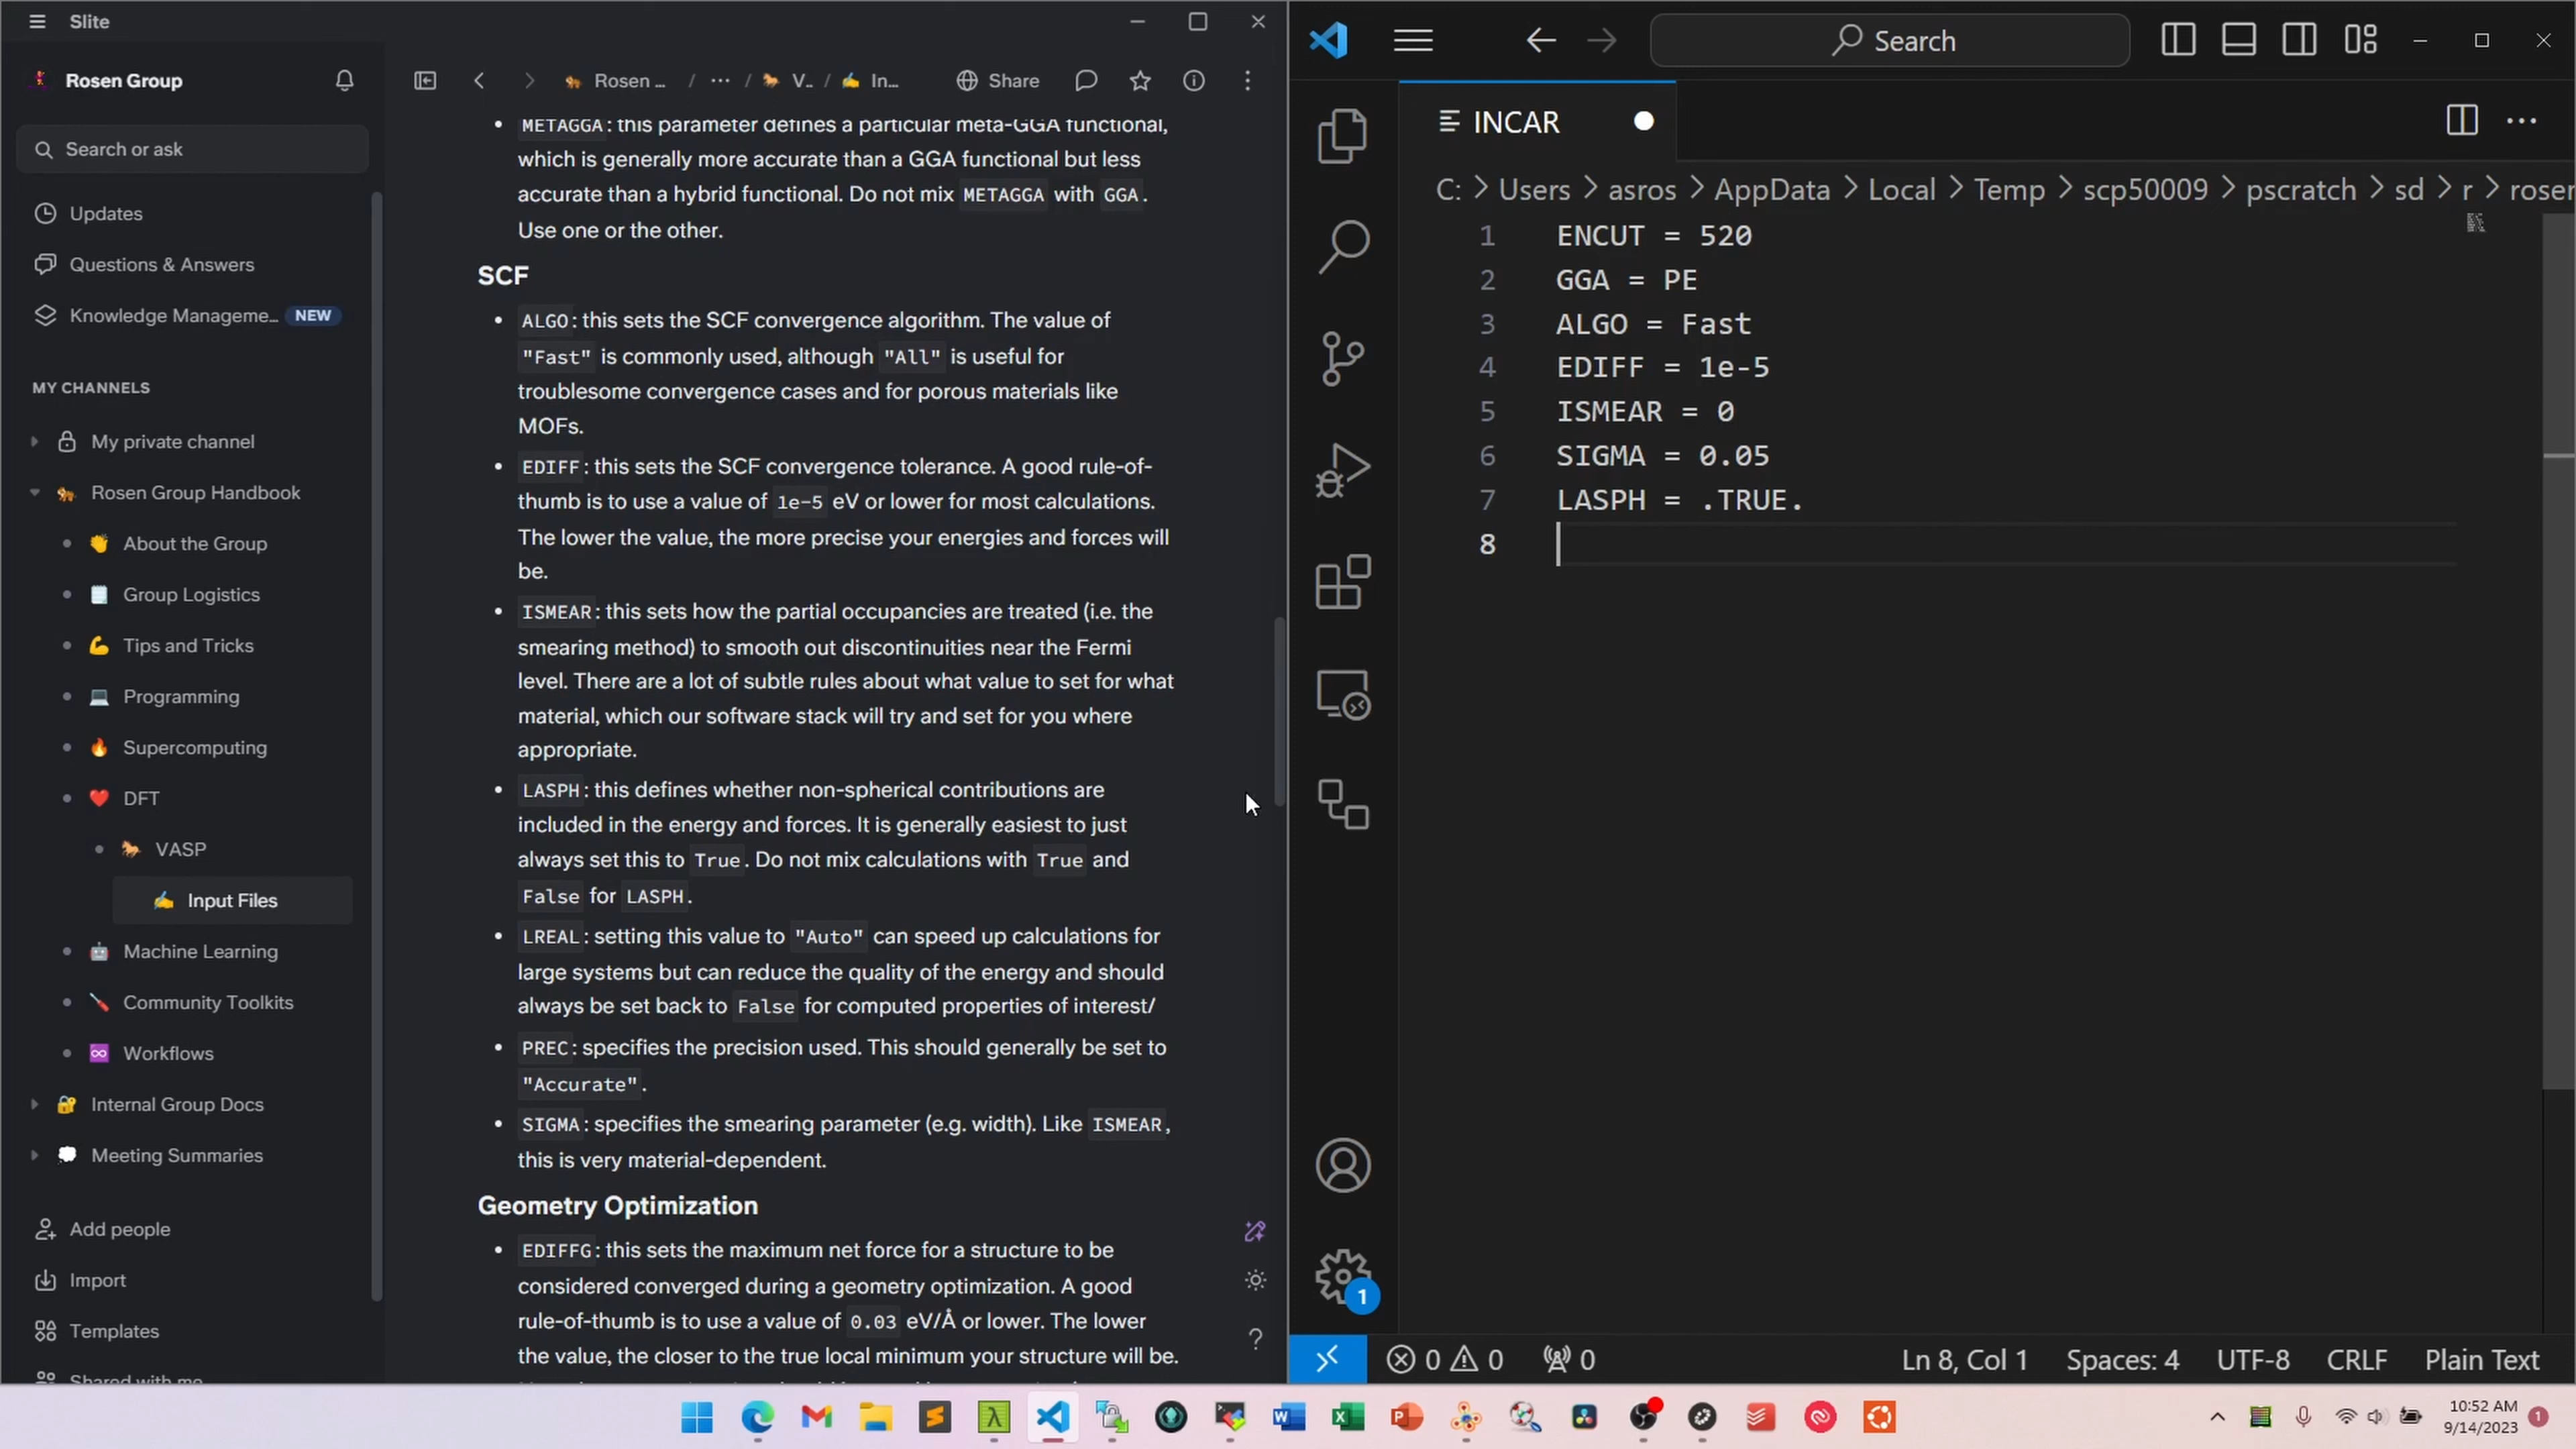 Slite
Rosen Group
Search or ask
Updates
Questions & Answers
Knowledge Manageme... NEW
MY CHANNELS
My private channel
Rosen Group Handbook
About the Group
Group Logistics
Tips and Tricks
Programming
Supercomputing
DFT
VASP
Input Files
Machine Learning
Community Toolkits
Workflows
Internal Group Docs
Meeting Summaries
Add people
Import
Templates
Shared with me
Rosen ... / ... / V.. / In...
Share
METAGGA: this parameter defines a particular meta-GGA functional,
which is generally more accurate than a GGA functional but less
accurate than a hybrid functional. Do not mix METAGGA with GGA.
Use one or the other.
SCF
• ALGO: this sets the SCF convergence algorithm. The value of
"Fast" is commonly used, although "All" is useful for
troublesome convergence cases and for porous materials like
MOFs.
• EDIFF: this sets the SCF convergence tolerance. A good rule-of-
thumb is to use a value of 1e-5 eV or lower for most calculations.
The lower the value, the more precise your energies and forces will
be.
• ISMEAR: this sets how the partial occupancies are treated (i.e. the
smearing method) to smooth out discontinuities near the Fermi
level. There are a lot of subtle rules about what value to set for what
material, which our software stack will try and set for you where
appropriate.
• LASPH: this defines whether non-spherical contributions are
included in the energy and forces. It is generally easiest to just
always set this to True. Do not mix calculations with True and
False for LASPH.
• LREAL: setting this value to "Auto" can speed up calculations for
large systems but can reduce the quality of the energy and should
always be set back to False for computed properties of interest/
• PREC: specifies the precision used. This should generally be set to
"Accurate".
• SIGMA: specifies the smearing parameter (e.g. width). Like ISMEAR,
this is very material-dependent.
Geometry Optimization
• EDIFFG: this sets the maximum net force for a structure to be
considered converged during a geometry optimization. A good
rule-of-thumb is to use a value of 0.03 eV/Å or lower. The lower
the value, the closer to the true local minimum your structure will be.
Search
INCAR
C: > Users > asros > AppData > Local > Temp > scp50009 > pscratch > sd > r > rosen
1 ENCUT = 520
2 GGA = PE
3 ALGO = Fast
4 EDIFF = 1e-5
5 ISMEAR = 0
6 SIGMA = 0.05
7 LASPH = .TRUE.
8
1
0 0 0
Ln 8, Col 1 Spaces: 4 UTF-8 CRLF Plain Text
10:52 AM
9/14/2023
1